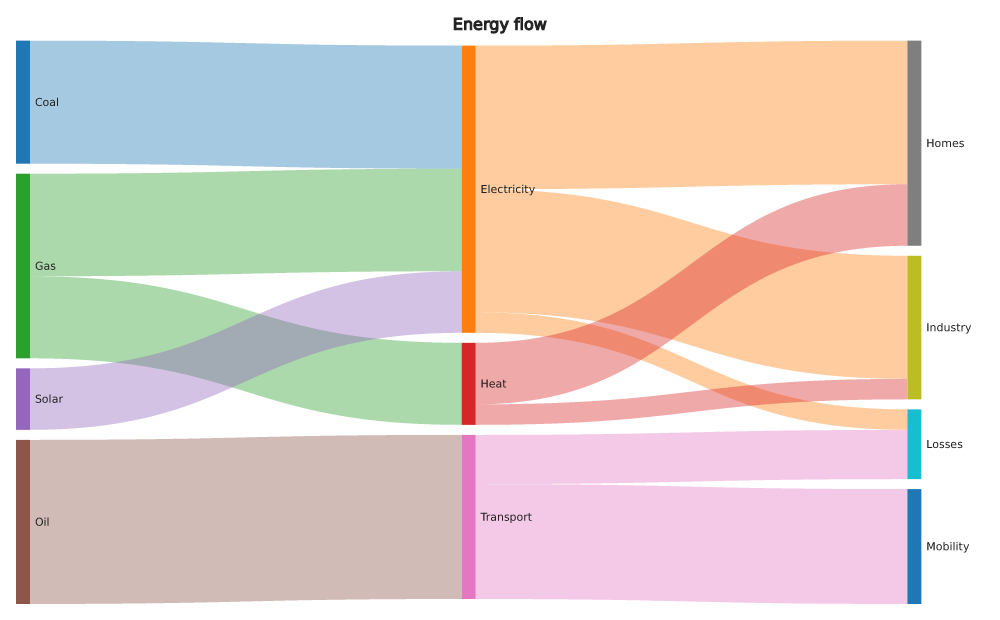 Energy flow
Coal
Gas
Solar
Oil
Electricity
Heat
Transport
Homes
Industry
Losses
Mobility